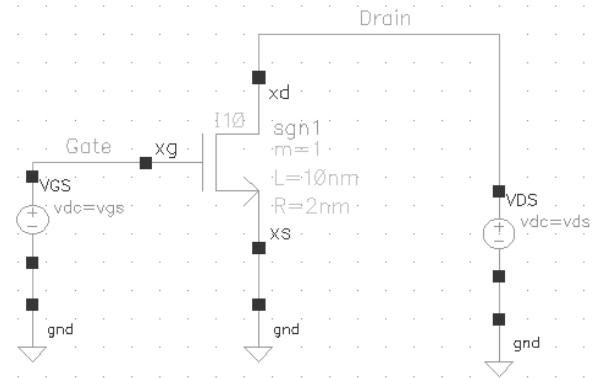 Drain
xd
I10
sgn1
m=1
L=10nm
R=2nm
Gate
xg
VGS
vdc=vgs
+
−
xs
VDS
vdc=vds
+
−
gnd
gnd
gnd